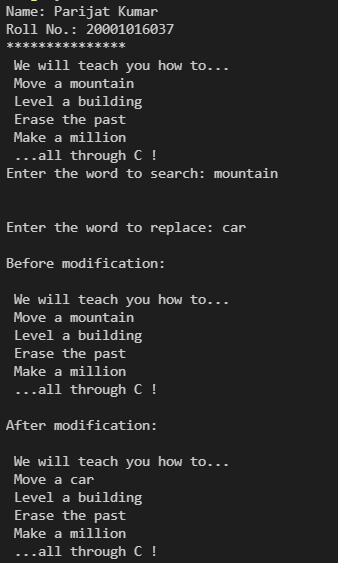 Name: Parijat Kumar
Roll No.: 20001016037
***************
We will teach you how to...
Move a mountain
Level a building
Erase the past
Make a million
...all through C !
Enter the word to search: mountain
Enter the word to replace: car
Before modification:
We will teach you how to...
Move a mountain
Level a building
Erase the past
Make a million
...all through C !
After modification:
We will teach you how to...
Move a car
Level a building
Erase the past
Make a million
...all through C !